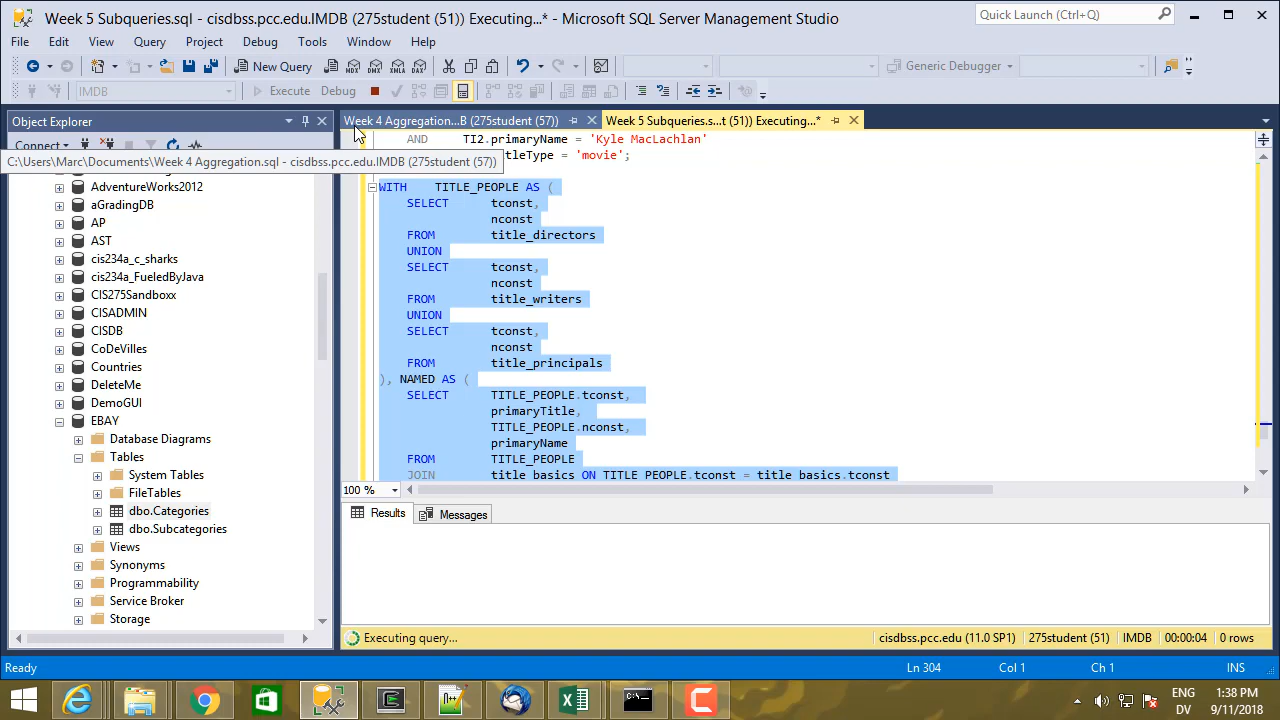 Week 5 Subqueries.sql - cisdbss.pcc.edu.IMDB (275student (51)) Executing...* - Microsoft SQL Server Management Studio
Quick Launch (Ctrl+Q)
File Edit View Query Project Debug Tools Window Help
New Query MDX DMX XMLA DAX Generic Debugger
IMDB Execute Debug
Object Explorer
Week 4 Aggregation...B (275student (57))
Week 5 Subqueries.s...t (51)) Executing...*
Connect
C:\Users\Marc\Documents\Week 4 Aggregation.sql - cisdbss.pcc.edu.IMDB (275student (57))
AdventureWorks2012
aGradingDB
AP
AST
cis234a_c_sharks
cis234a_FueledByJava
CIS275Sandboxx
CISADMIN
CISDB
CoDeVilles
Countries
DeleteMe
DemoGUI
EBAY
Database Diagrams
Tables
System Tables
FileTables
dbo.Categories
dbo.Subcategories
Views
Synonyms
Programmability
Service Broker
Storage
AND TI2.primaryName = 'Kyle MacLachlan'
tleType = 'movie';
WITH TITLE_PEOPLE AS (
SELECT tconst,
nconst
FROM title_directors
UNION
SELECT tconst,
nconst
FROM title_writers
UNION
SELECT tconst,
nconst
FROM title_principals
), NAMED AS (
SELECT TITLE_PEOPLE.tconst,
primaryTitle,
TITLE_PEOPLE.nconst,
primaryName
FROM TITLE_PEOPLE
JOIN title_basics ON TITLE_PEOPLE.tconst = title_basics.tconst
100 %
Results Messages
Executing query...
cisdbss.pcc.edu (11.0 SP1) 275student (51) IMDB 00:00:04 0 rows
Ready Ln 304 Col 1 Ch 1 INS
ENG 1:38 PM
DV 9/11/2018